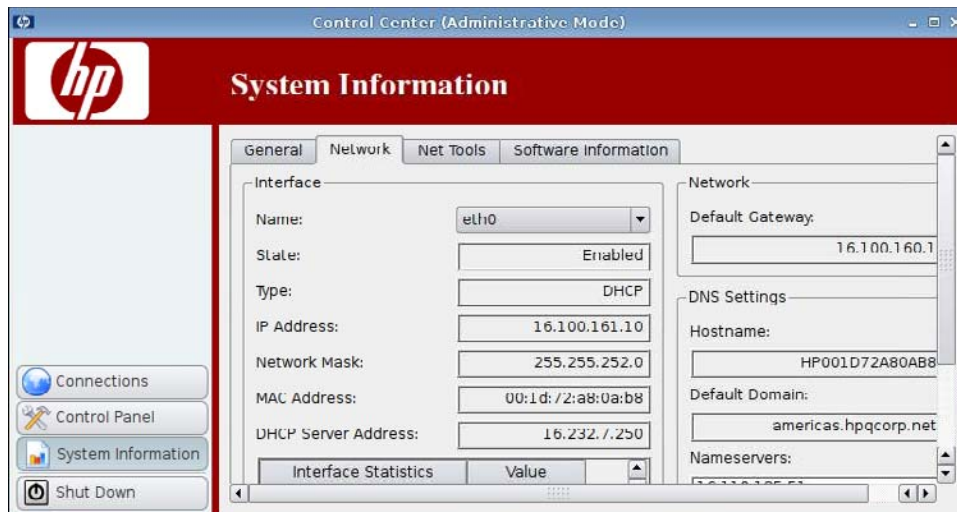 Control Center (Administrative Mode)
hp
System Information
General
Network
Net Tools
Software Information
Interface
Name:
eth0
State:
Enabled
Type:
DHCP
IP Address:
16.100.161.10
Network Mask:
255.255.252.0
MAC Address:
00:1d:72:a8:0a:b8
DHCP Server Address:
16.232.7.250
Interface Statistics
Value
Network
Default Gateway:
16.100.160.1
DNS Settings
Hostname:
HP001D72A80AB8
Default Domain:
americas.hpqcorp.net
Nameservers:
Connections
Control Panel
System Information
Shut Down